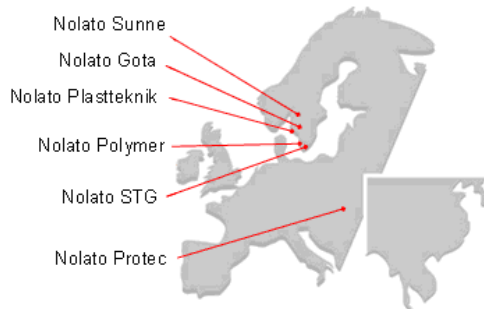 Nolato Sunne
Nolato Gota
Nolato Plastteknik
Nolato Polymer
Nolato STG
Nolato Protec